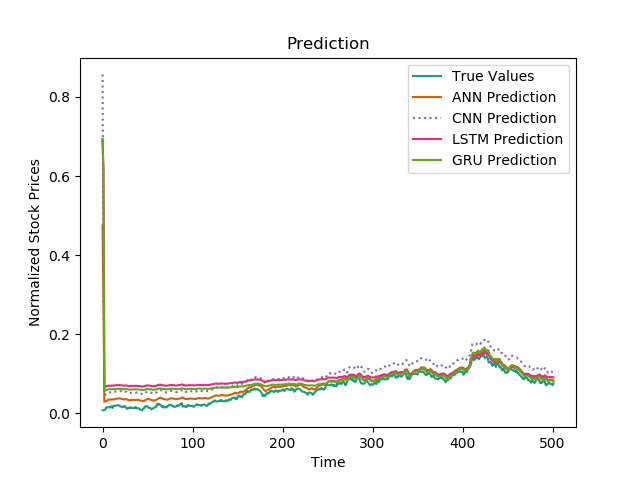 Prediction
Normalized Stock Prices
0.8
0.6
0.4
0.2
0.0
True Values
ANN Prediction
CNN Prediction
LSTM Prediction
GRU Prediction
0 100 200 300 400 500
Time